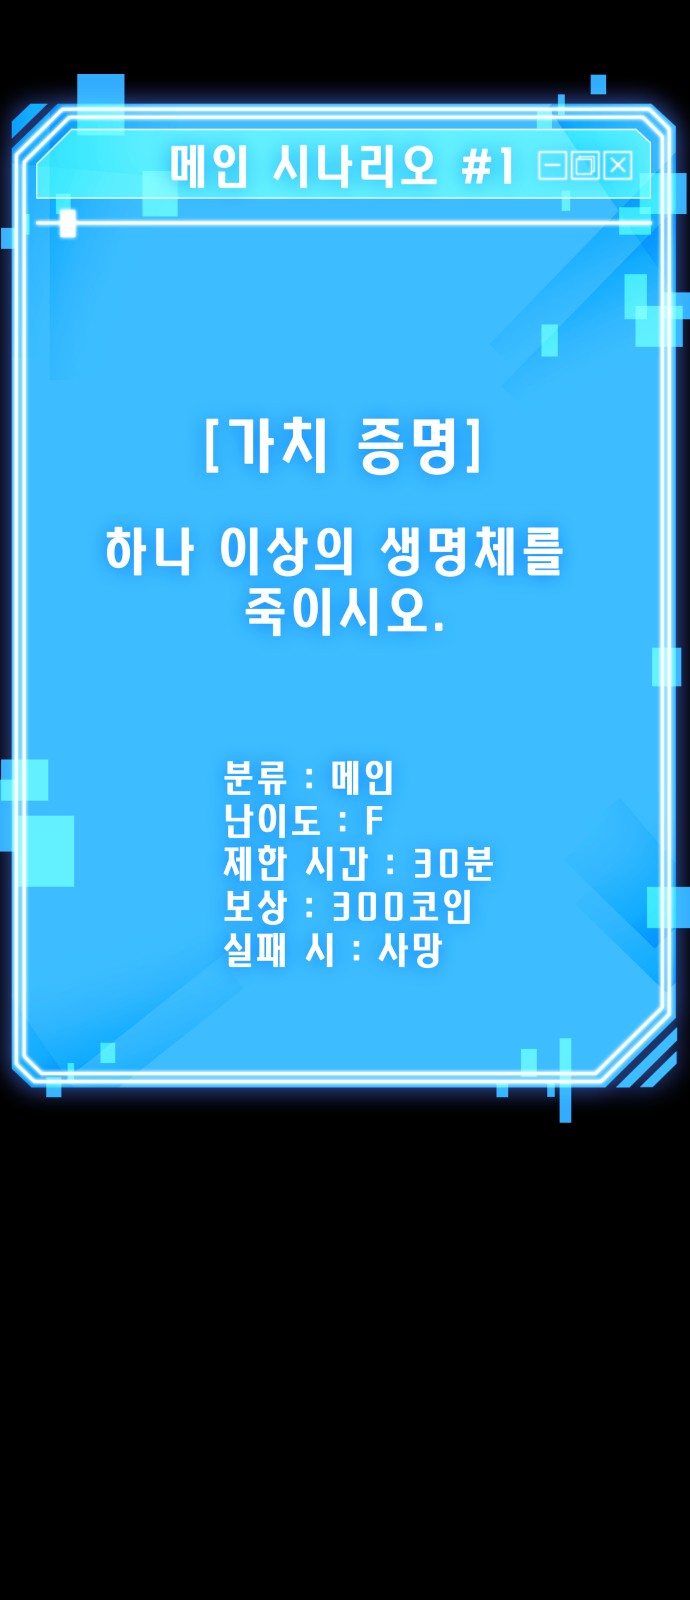 메인 시나리오 #1
[가치 증명]
하나 이상의 생명체를
죽이시오.
분류 : 메인
난이도 : F
제한 시간 : 30분
보상 : 300코인
실패 시 : 사망